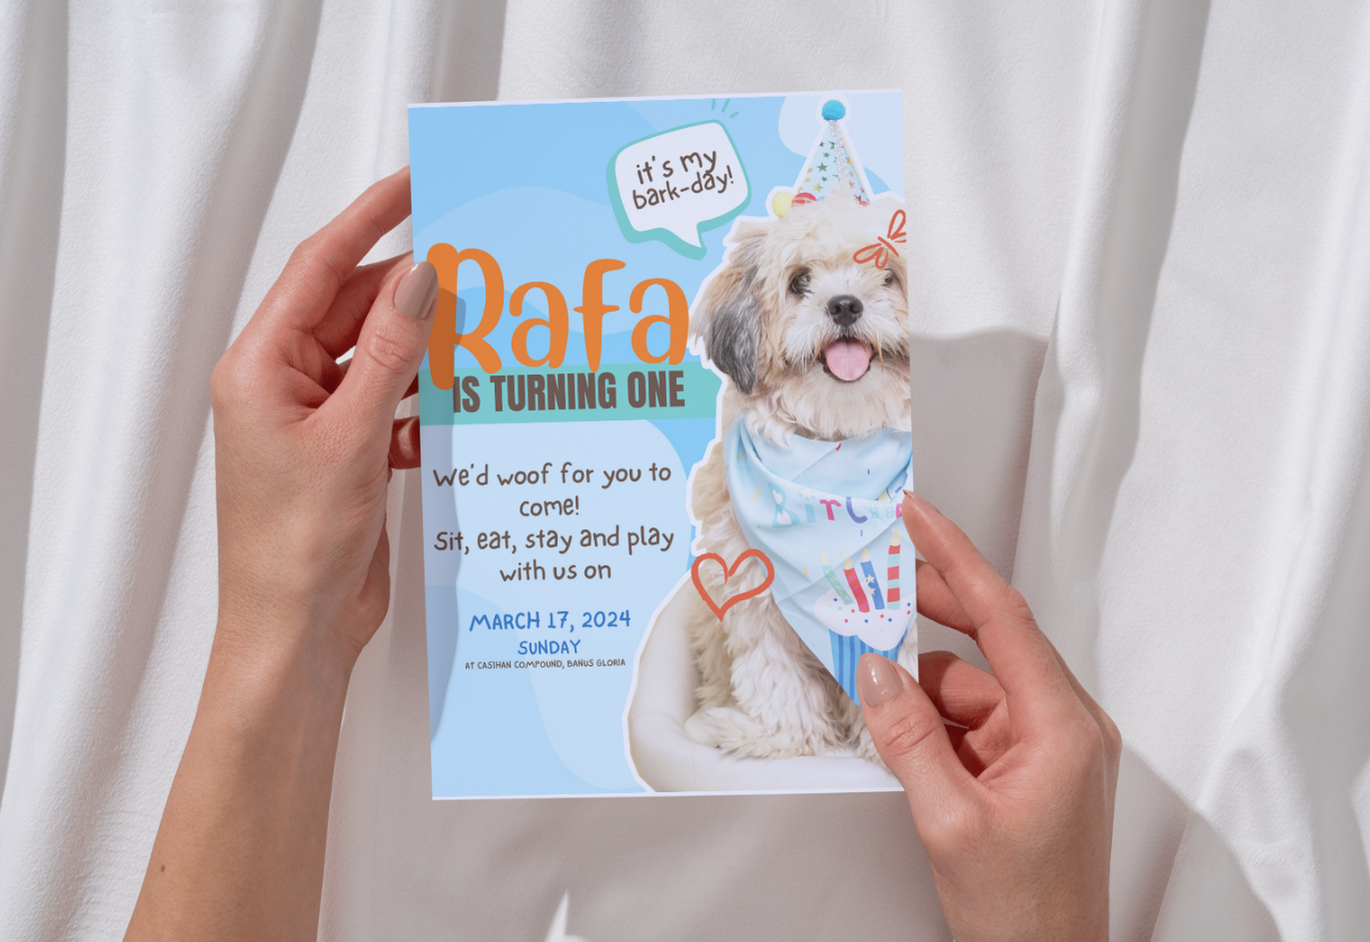 it's my
bark-day!
Rafa
IS TURNING ONE
We'd woof for you to
come!
Sit, eat, stay and play
with us on
MARCH 17, 2024
SUNDAY
AT CASIHAN COMPOUND, BANUS GLORIA